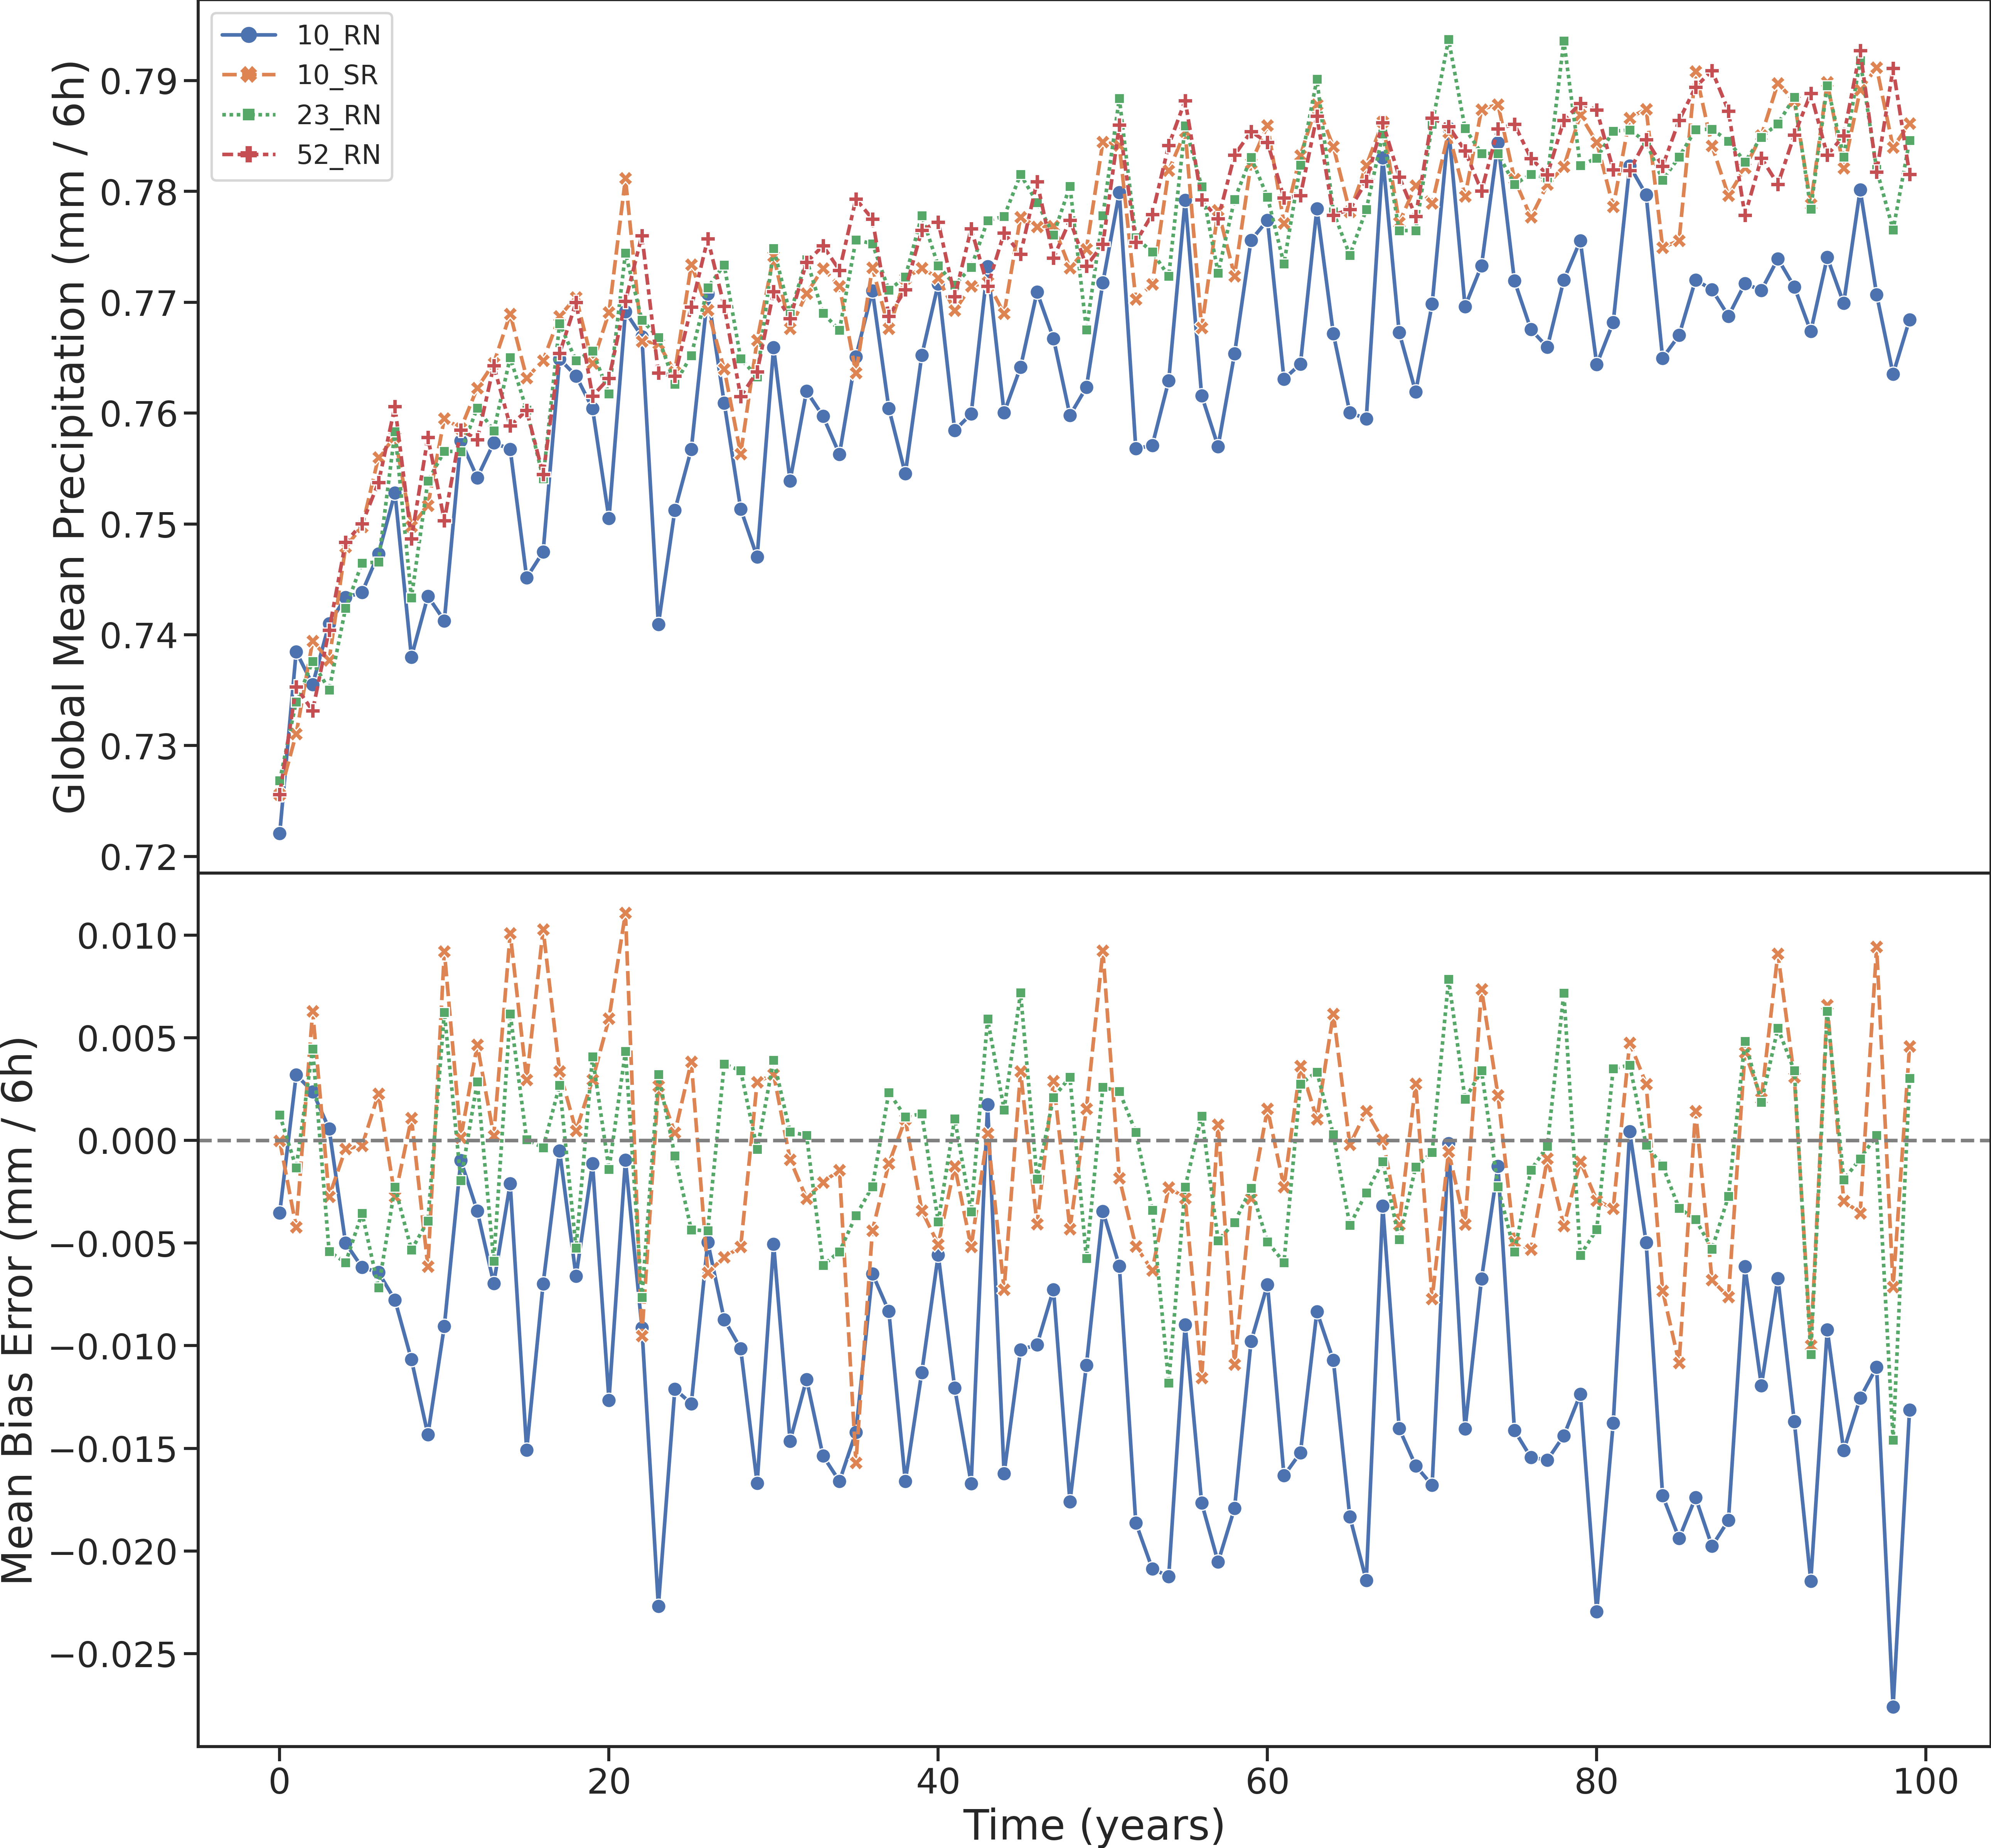 10_RN
10_SR
23_RN
52_RN
Global Mean Precipitation (mm / 6h)
0.79
0.78
0.77
0.76
0.75
0.74
0.73
0.72
Mean Bias Error (mm / 6h)
0.010
0.005
0.000
−0.005
−0.010
−0.015
−0.020
−0.025
0 20 40 60 80 100
Time (years)